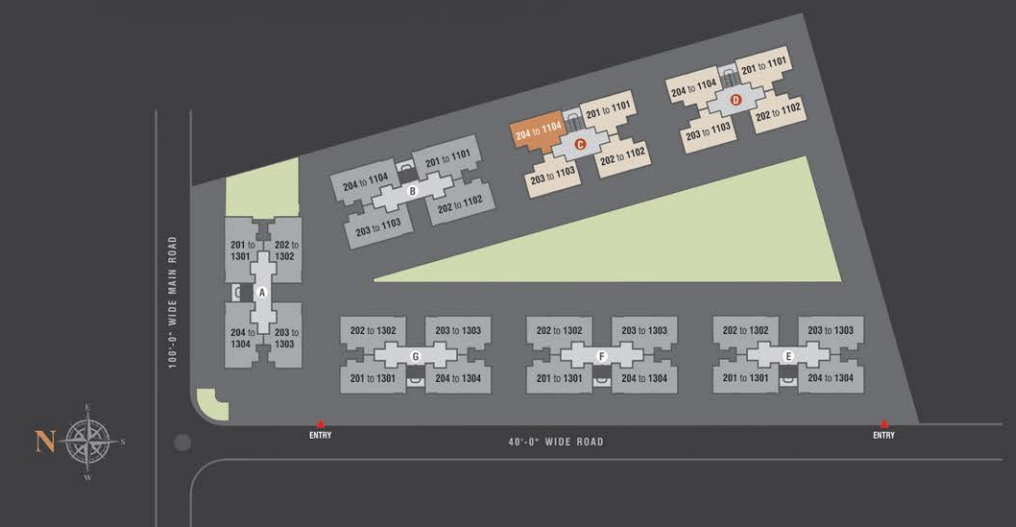 201 to 1101
204 to 1104
D
202 to 1102
203 to 1103
201 to 1101
204 to 1104
C
202 to 1102
203 to 1103
201 to 1101
204 to 1104
B
202 to 1102
203 to 1103
201 to
1301
202 to
1302
A
204 to
1304
203 to
1303
100'-0" WIDE MAIN ROAD
202 to 1302
203 to 1303
G
201 to 1301
204 to 1304
202 to 1302
203 to 1303
F
201 to 1301
204 to 1304
202 to 1302
203 to 1303
E
201 to 1301
204 to 1304
ENTRY
40'-0" WIDE ROAD
ENTRY
E
N
S
W